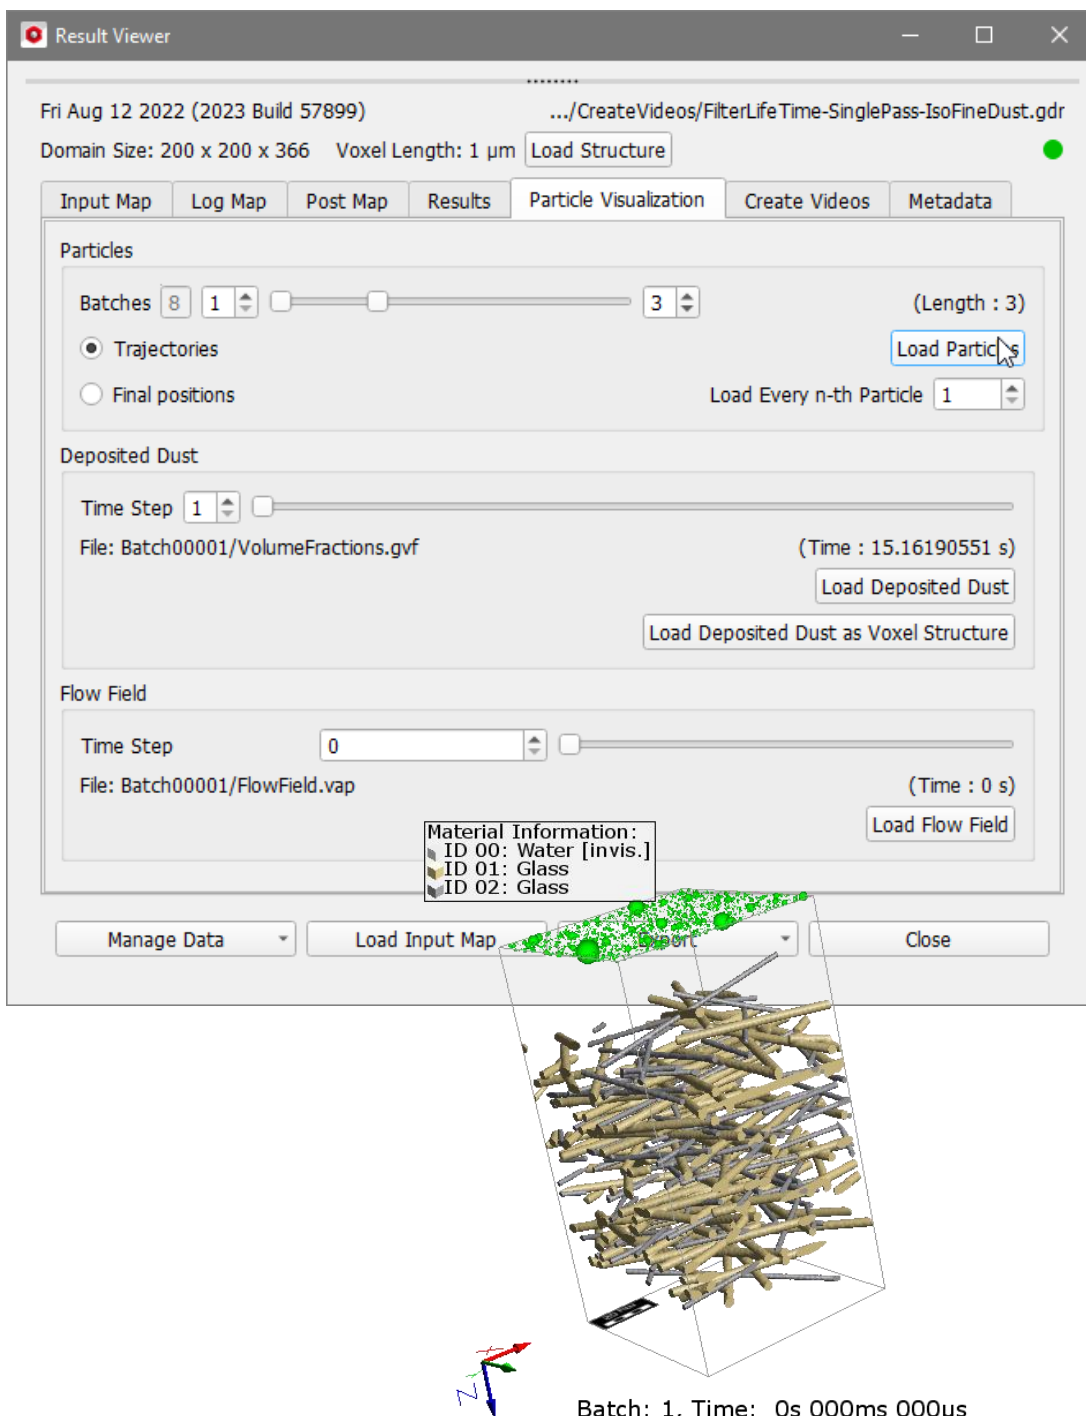 Result Viewer
Fri Aug 12 2022 (2023 Build 57899) .../CreateVideos/FilterLifeTime-SinglePass-IsoFineDust.gdr
Domain Size: 200 x 200 x 366 Voxel Length: 1 µm Load Structure
Input Map Log Map Post Map Results Particle Visualization Create Videos Metadata
Particles
Batches 8 1 3 (Length : 3)
Trajectories Load Particles
Final positions Load Every n-th Particle 1
Deposited Dust
Time Step 1
File: Batch00001/VolumeFractions.gvf (Time : 15.16190551 s)
Load Deposited Dust
Load Deposited Dust as Voxel Structure
Flow Field
Time Step 0
File: Batch00001/FlowField.vap (Time : 0 s)
Load Flow Field
Material Information:
ID 00: Water [invis.]
ID 01: Glass
ID 02: Glass
Manage Data Load Input Map Export Close
X
Z
Batch: 1, Time: 0s 000ms 000us